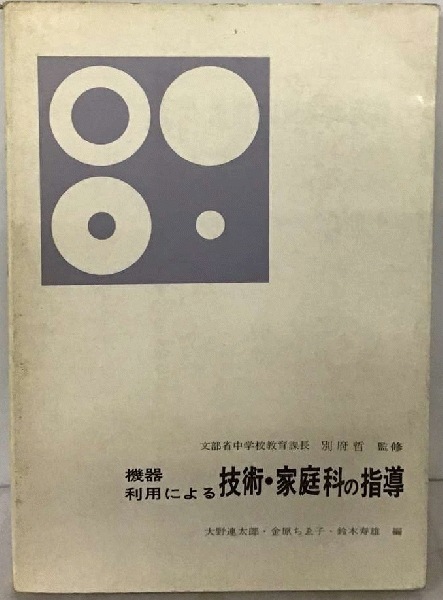 文部省中学校教育課長 別府哲 監修
機器
利用による技術・家庭科の指導
大野連太郎・金原ちゑ子・鈴木寿雄 編